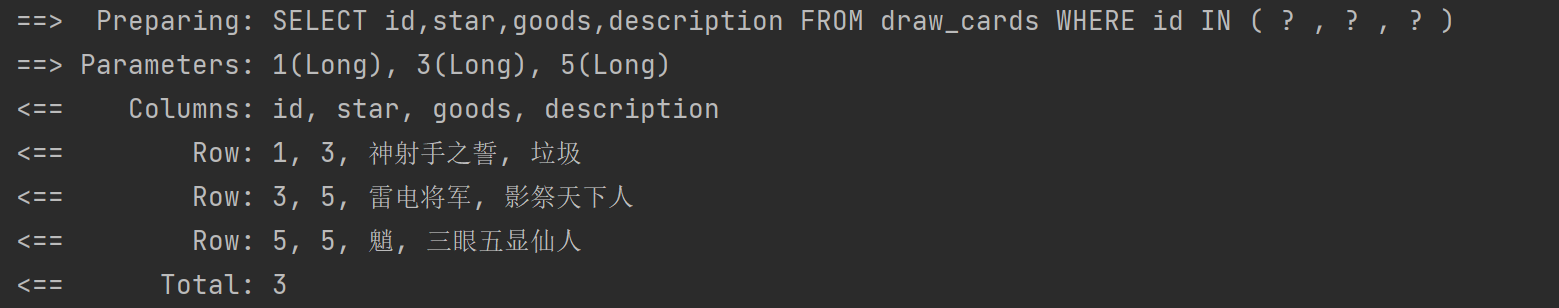 ==>  Preparing: SELECT id,star,goods,description FROM draw_cards WHERE id IN ( ? , ? , ? )
==> Parameters: 1(Long), 3(Long), 5(Long)
<==    Columns: id, star, goods, description
<==        Row: 1, 3, 神射手之誓, 垃圾
<==        Row: 3, 5, 雷电将军, 影祭天下人
<==        Row: 5, 5, 魈, 三眼五显仙人
<==      Total: 3